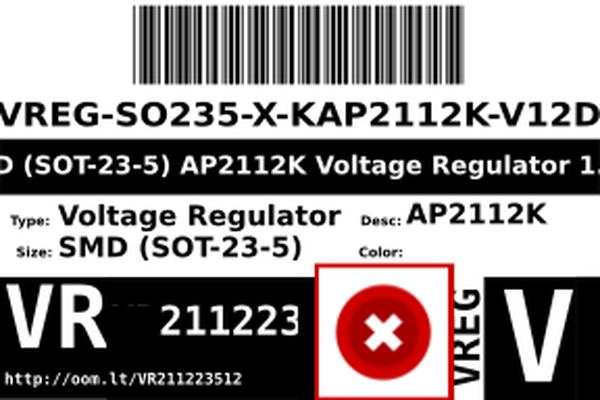 VREG-SO235-X-KAP2112K-V12D
(SOT-23-5) AP2112K Voltage Regulator 1.
Type: Voltage Regulator Desc: AP2112K
Size: SMD (SOT-23-5) Color:
VR 211223 VREG V
http://oom.lt/VR211223512